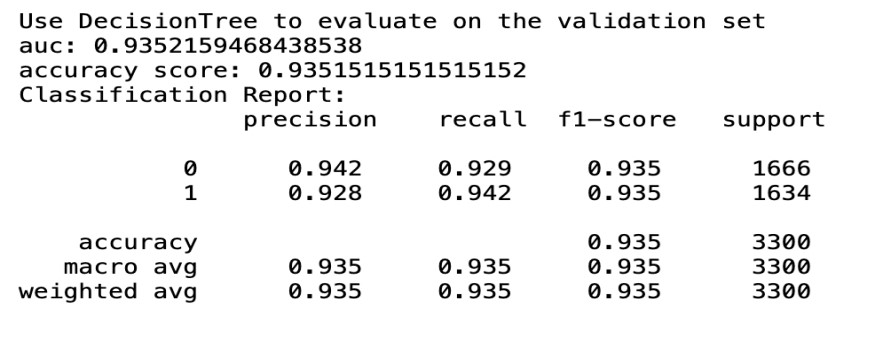 Use DecisionTree to evaluate on the validation set
auc: 0.9352159468438538
accuracy score: 0.9351515151515152
Classification Report:
precision recall f1-score support
0 0.942 0.929 0.935 1666
1 0.928 0.942 0.935 1634
accuracy 0.935 3300
macro avg 0.935 0.935 0.935 3300
weighted avg 0.935 0.935 0.935 3300